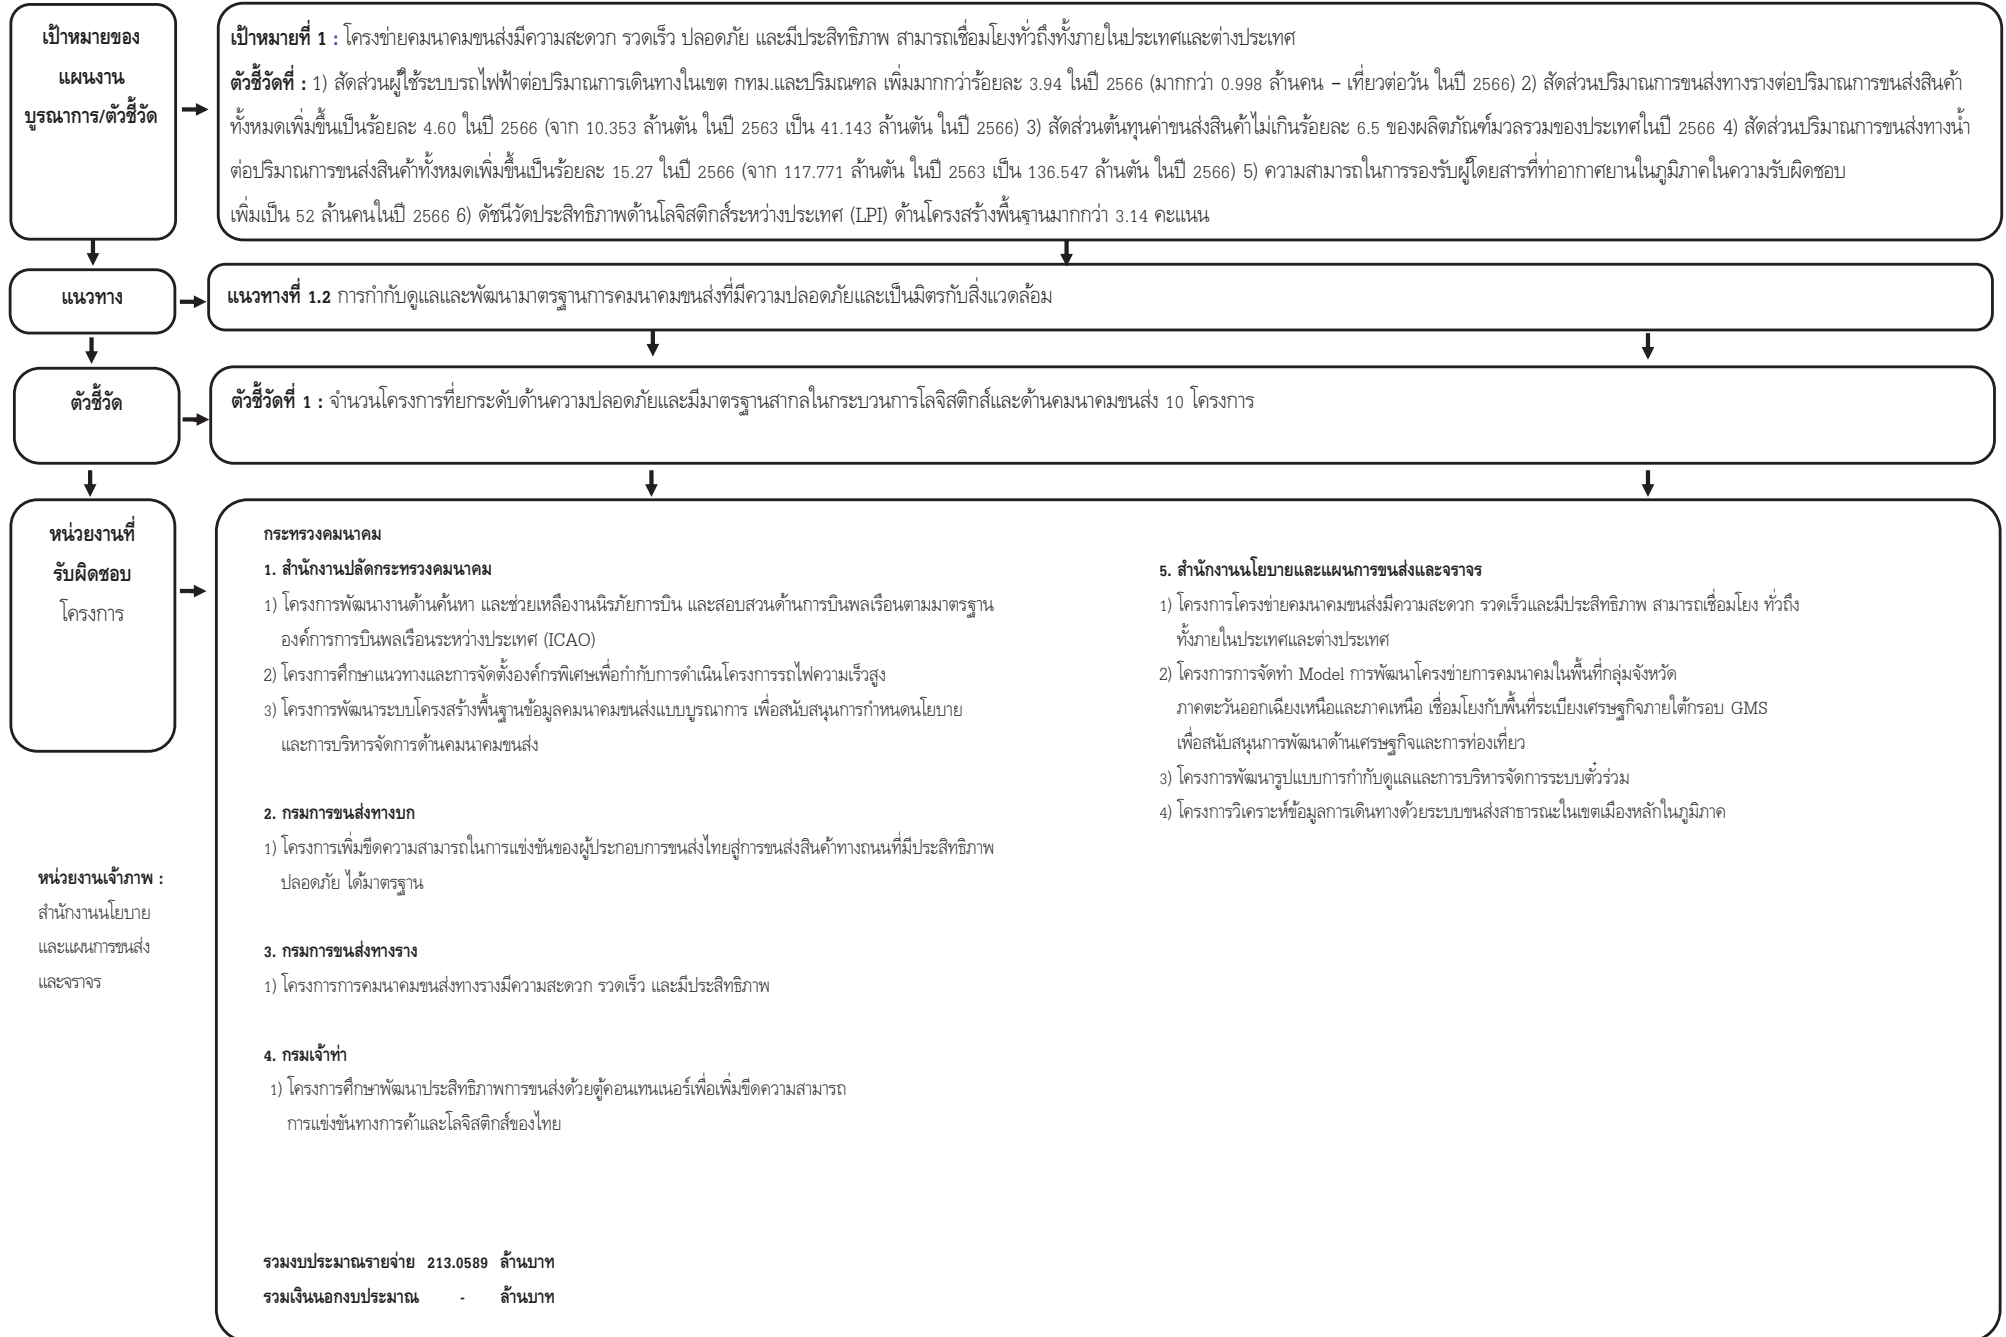 เป้าหมายของ
แผนงาน
บูรณาการ/ตัวชี้วัด
เป้าหมายที่ 1 : โครงข่ายคมนาคมขนส่งมีความสะดวก รวดเร็ว ปลอดภัย และมีประสิทธิภาพ สามารถเชื่อมโยงทั่วถึงทั้งภายในประเทศและต่างประเทศ
ตัวชี้วัดที่ : 1) สัดส่วนผู้ใช้ระบบรถไฟฟ้าต่อปริมาณการเดินทางในเขต กทม.และปริมณฑล เพิ่มมากกว่าร้อยละ 3.94 ในปี 2566 (มากกว่า 0.998 ล้านคน – เที่ยวต่อวัน ในปี 2566) 2) สัดส่วนปริมาณการขนส่งทางรางต่อปริมาณการขนส่งสินค้า
ทั้งหมดเพิ่มขึ้นเป็นร้อยละ 4.60 ในปี 2566 (จาก 10.353 ล้านตัน ในปี 2563 เป็น 41.143 ล้านตัน ในปี 2566) 3) สัดส่วนต้นทุนค่าขนส่งสินค้าไม่เกินร้อยละ 6.5 ของผลิตภัณฑ์มวลรวมของประเทศในปี 2566 4) สัดส่วนปริมาณการขนส่งทางน้ำ
ต่อปริมาณการขนส่งสินค้าทั้งหมดเพิ่มขึ้นเป็นร้อยละ 15.27 ในปี 2566 (จาก 117.771 ล้านตัน ในปี 2563 เป็น 136.547 ล้านตัน ในปี 2566) 5) ความสามารถในการรองรับผู้โดยสารที่ท่าอากาศยานในภูมิภาคในความรับผิดชอบ
เพิ่มเป็น 52 ล้านคนในปี 2566 6) ดัชนีวัดประสิทธิภาพด้านโลจิสติกส์ระหว่างประเทศ (LPI) ด้านโครงสร้างพื้นฐานมากกว่า 3.14 คะแนน
แนวทาง
แนวทางที่ 1.2 การกำกับดูแลและพัฒนามาตรฐานการคมนาคมขนส่งที่มีความปลอดภัยและเป็นมิตรกับสิ่งแวดล้อม
ตัวชี้วัด
ตัวชี้วัดที่ 1 : จำนวนโครงการที่ยกระดับด้านความปลอดภัยและมีมาตรฐานสากลในกระบวนการโลจิสติกส์และด้านคมนาคมขนส่ง 10 โครงการ
หน่วยงานที่
รับผิดชอบ
โครงการ
หน่วยงานเจ้าภาพ :
สำนักงานนโยบาย
และแผนการขนส่ง
และจราจร
กระทรวงคมนาคม
1. สำนักงานปลัดกระทรวงคมนาคม
1) โครงการพัฒนางานด้านค้นหา และช่วยเหลืองานนิรภัยการบิน และสอบสวนด้านการบินพลเรือนตามมาตรฐาน
องค์การการบินพลเรือนระหว่างประเทศ (ICAO)
2) โครงการศึกษาแนวทางและการจัดตั้งองค์กรพิเศษเพื่อกำกับการดำเนินโครงการรถไฟความเร็วสูง
3) โครงการพัฒนาระบบโครงสร้างพื้นฐานข้อมูลคมนาคมขนส่งแบบบูรณาการ เพื่อสนับสนุนการกำหนดนโยบาย
และการบริหารจัดการด้านคมนาคมขนส่ง
2. กรมการขนส่งทางบก
1) โครงการเพิ่มขีดความสามารถในการแข่งขันของผู้ประกอบการขนส่งไทยสู่การขนส่งสินค้าทางถนนที่มีประสิทธิภาพ
ปลอดภัย ได้มาตรฐาน
3. กรมการขนส่งทางราง
1) โครงการการคมนาคมขนส่งทางรางมีความสะดวก รวดเร็ว และมีประสิทธิภาพ
4. กรมเจ้าท่า
1) โครงการศึกษาพัฒนาประสิทธิภาพการขนส่งด้วยตู้คอนเทนเนอร์เพื่อเพิ่มขีดความสามารถ
การแข่งขันทางการค้าและโลจิสติกส์ของไทย
รวมงบประมาณรายจ่าย 213.0589 ล้านบาท
รวมเงินนอกงบประมาณ - ล้านบาท
5. สำนักงานนโยบายและแผนการขนส่งและจราจร
1) โครงการโครงข่ายคมนาคมขนส่งมีความสะดวก รวดเร็วและมีประสิทธิภาพ สามารถเชื่อมโยง ทั่วถึง
ทั้งภายในประเทศและต่างประเทศ
2) โครงการการจัดทำ Model การพัฒนาโครงข่ายการคมนาคมในพื้นที่กลุ่มจังหวัด
ภาคตะวันออกเฉียงเหนือและภาคเหนือ เชื่อมโยงกับพื้นที่ระเบียงเศรษฐกิจภายใต้กรอบ GMS
เพื่อสนับสนุนการพัฒนาด้านเศรษฐกิจและการท่องเที่ยว
3) โครงการพัฒนารูปแบบการกำกับดูแลและการบริหารจัดการระบบตั๋วร่วม
4) โครงการวิเคราะห์ข้อมูลการเดินทางด้วยระบบขนส่งสาธารณะในเขตเมืองหลักในภูมิภาค